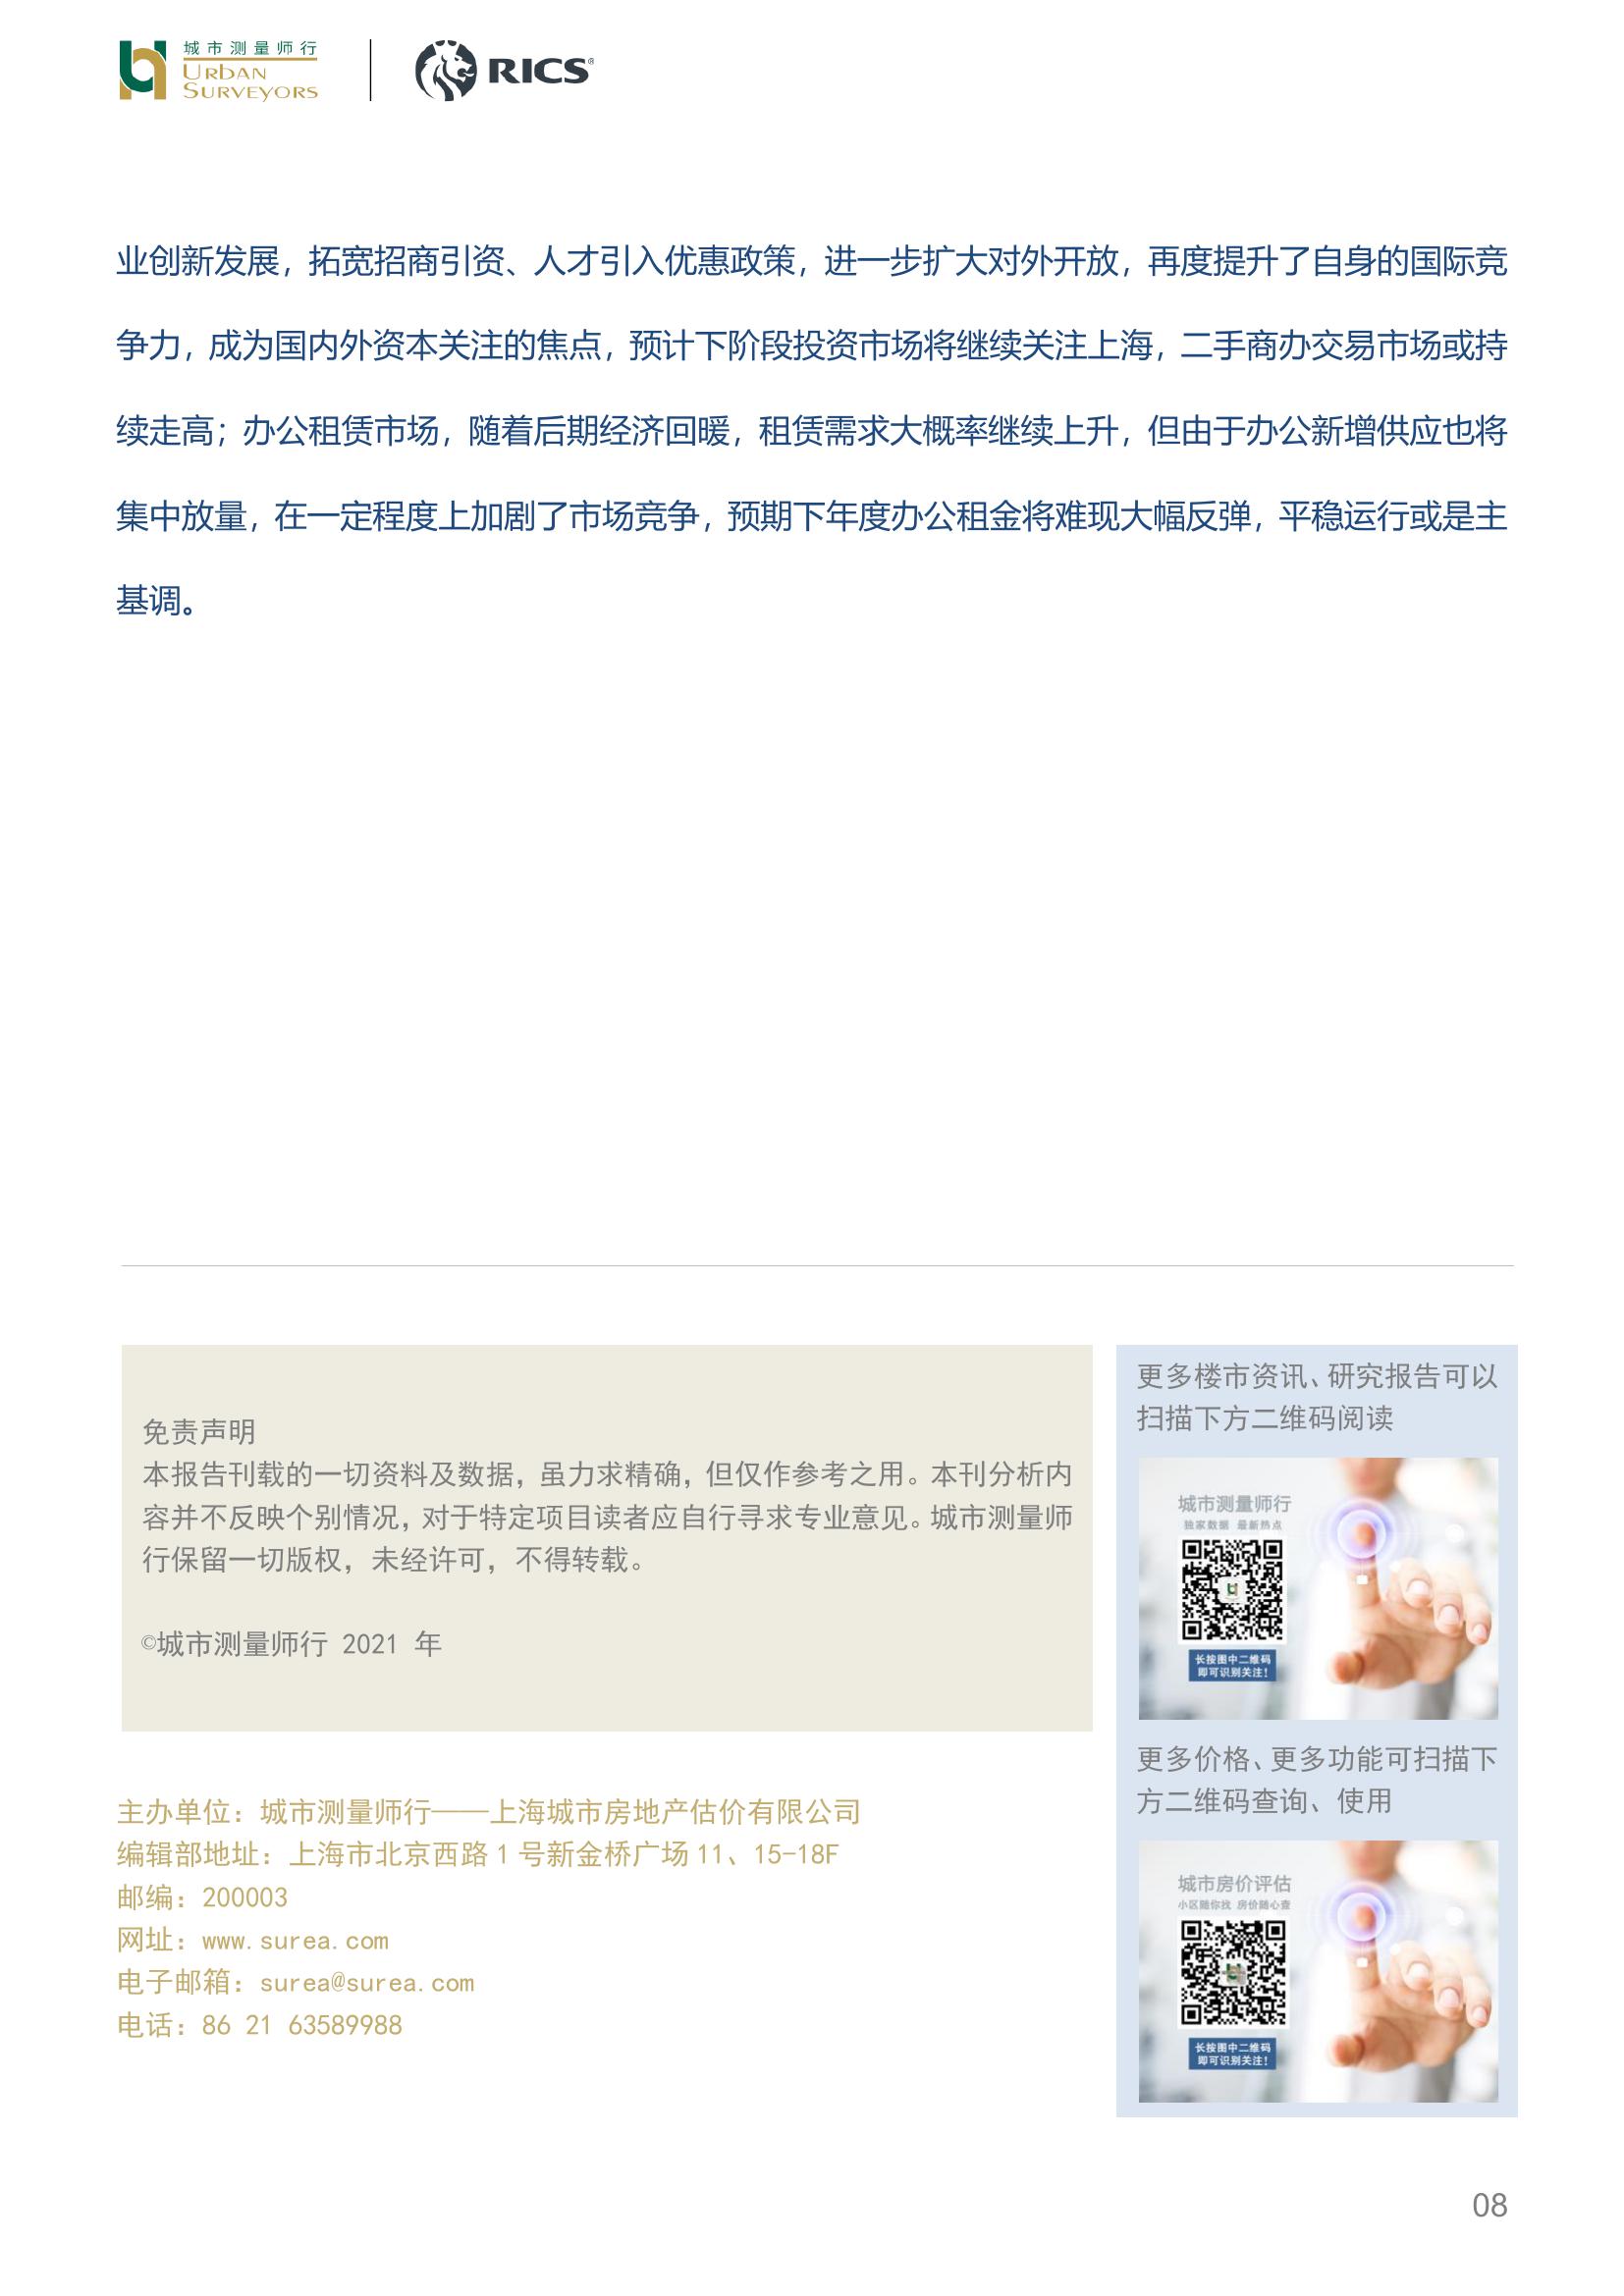 城市测量师行
URBAN
SURVEYORS
RICS®
业创新发展，拓宽招商引资、人才引入优惠政策，进一步扩大对外开放，再度提升了自身的国际竞
争力，成为国内外资本关注的焦点，预计下阶段投资市场将继续关注上海，二手商办交易市场或持
续走高；办公租赁市场，随着后期经济回暖，租赁需求大概率继续上升，但由于办公新增供应也将
集中放量，在一定程度上加剧了市场竞争，预期下年度办公租金将难现大幅反弹，平稳运行或是主
基调。
免责声明
本报告刊载的一切资料及数据，虽力求精确，但仅作参考之用。本刊分析内
容并不反映个别情况，对于特定项目读者应自行寻求专业意见。城市测量师
行保留一切版权，未经许可，不得转载。
©城市测量师行 2021 年
主办单位：城市测量师行——上海城市房地产估价有限公司
编辑部地址：上海市北京西路 1 号新金桥广场 11、15-18F
邮编：200003
网址：www.surea.com
电子邮箱：surea@surea.com
电话：86 21 63589988
更多楼市资讯、研究报告可以
扫描下方二维码阅读
城市测量师行
独家数据 最新热点
长按图中二维码
即可识别关注！
更多价格、更多功能可扫描下
方二维码查询、使用
城市房价评估
小区随你找 房价随心查
长按图中二维码
即可识别关注！
08